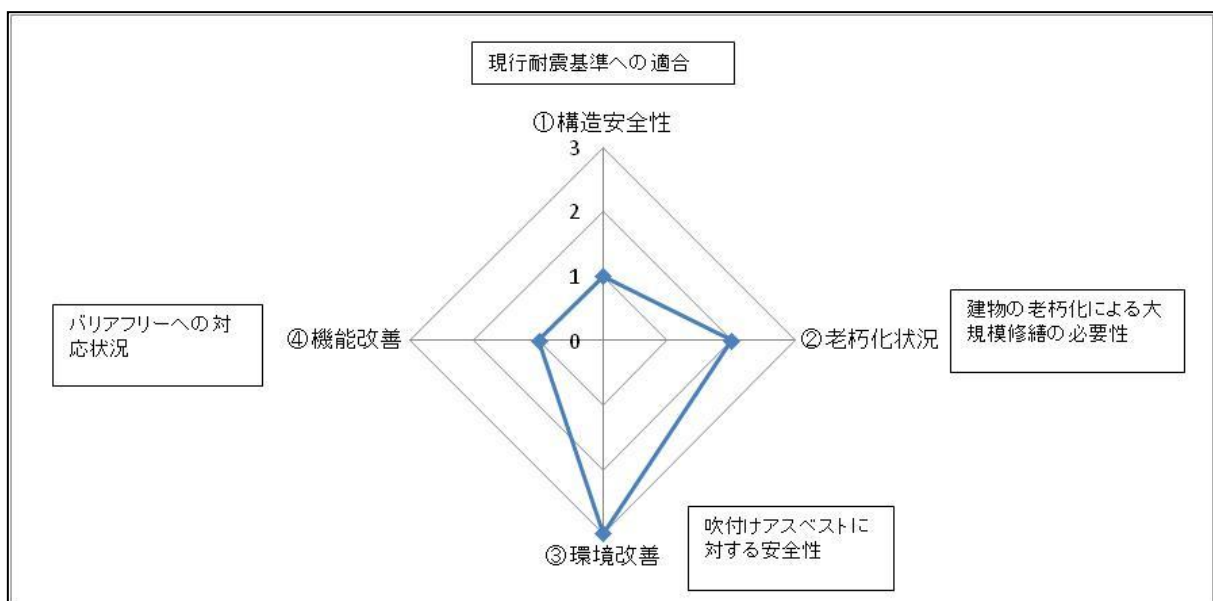 現行耐震基準への適合
①構造安全性
3
2
1
0
バリアフリーへの対
応状況
④機能改善
②老朽化状況
建物の老朽化による大
規模修繕の必要性
③環境改善
吹付けアスベストに
対する安全性